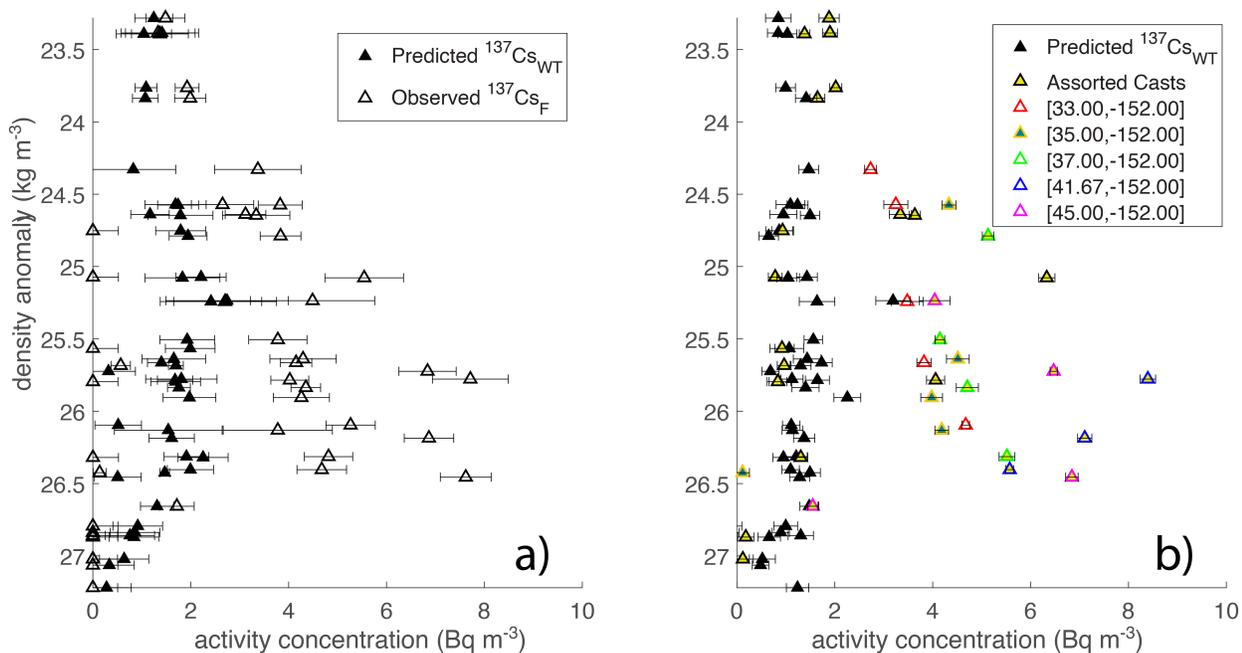 23.5
24
24.5
25
25.5
26
26.5
27
density anomaly (kg m-3)
Predicted 137CsWT
Observed 137CsF
a)
0 2 4 6 8 10
activity concentration (Bq m-3)
23.5
24
24.5
25
25.5
26
26.5
27
Predicted 137CsWT
Assorted Casts
[33.00,-152.00]
[35.00,-152.00]
[37.00,-152.00]
[41.67,-152.00]
[45.00,-152.00]
b)
0 2 4 6 8 10
activity concentration (Bq m-3)